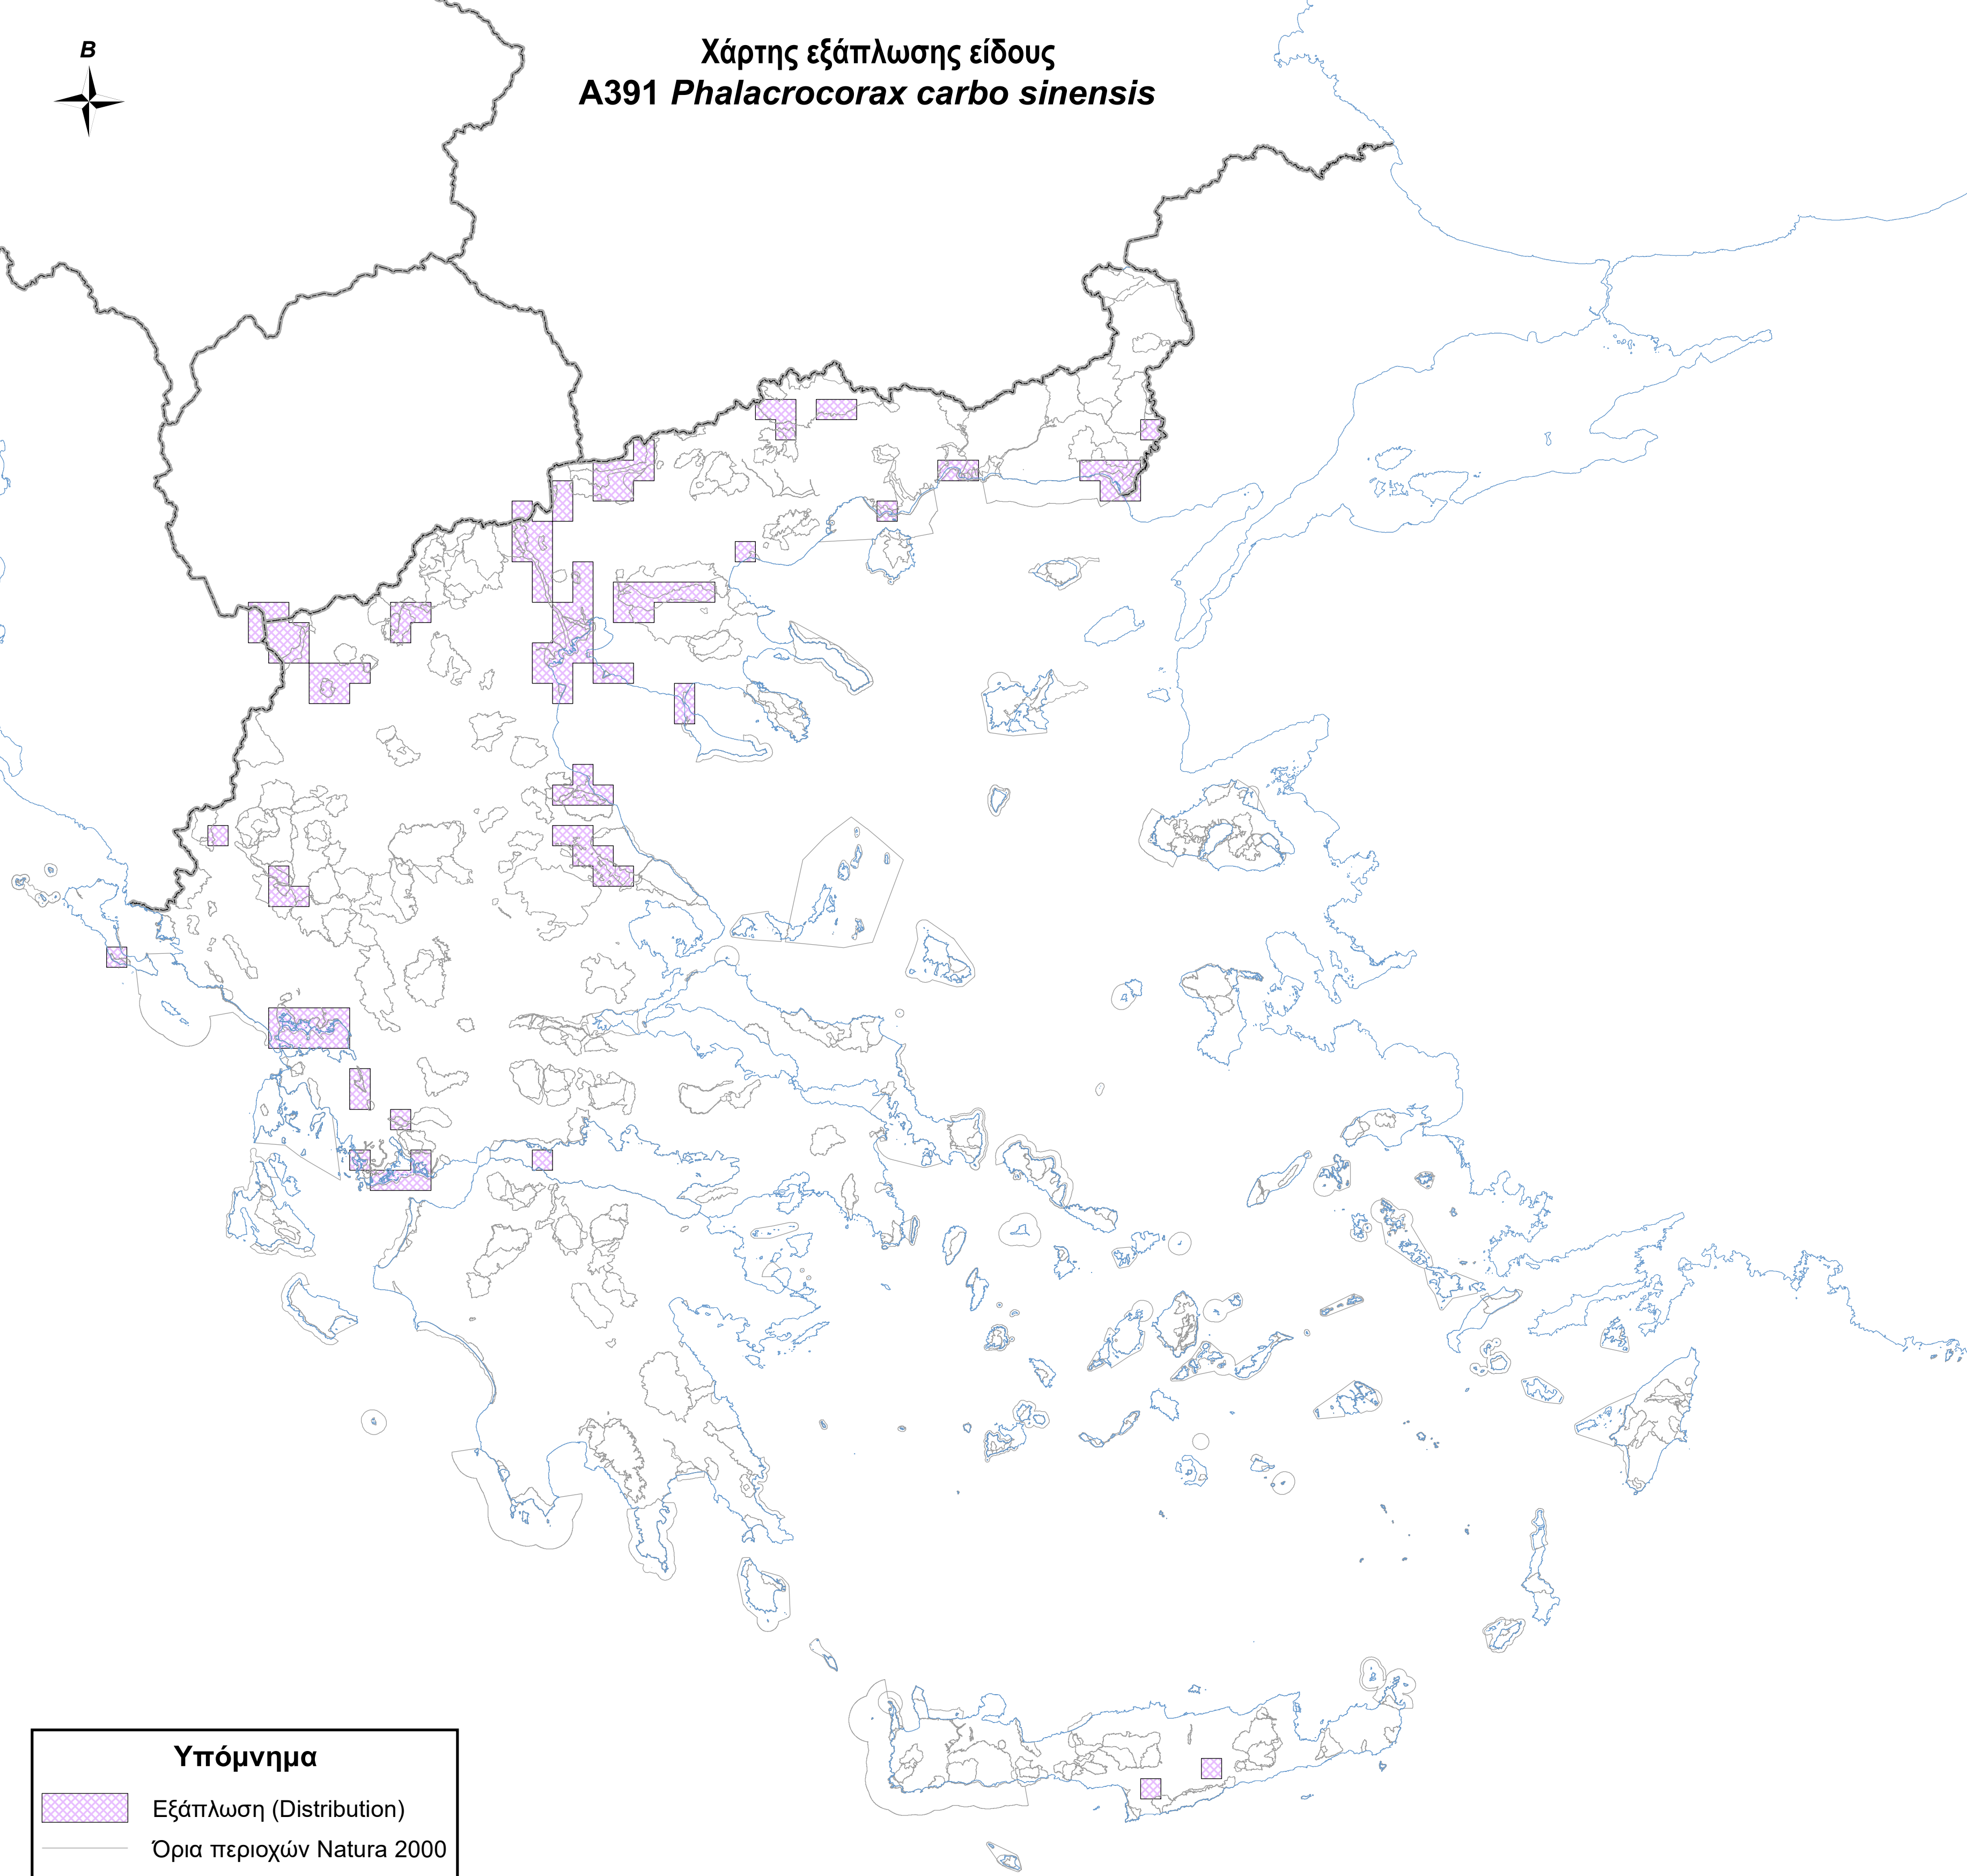 Β
Χάρτης εξάπλωσης είδους
A391 Phalacrocorax carbo sinensis
Υπόμνημα
Εξάπλωση (Distribution)
Όρια περιοχών Natura 2000